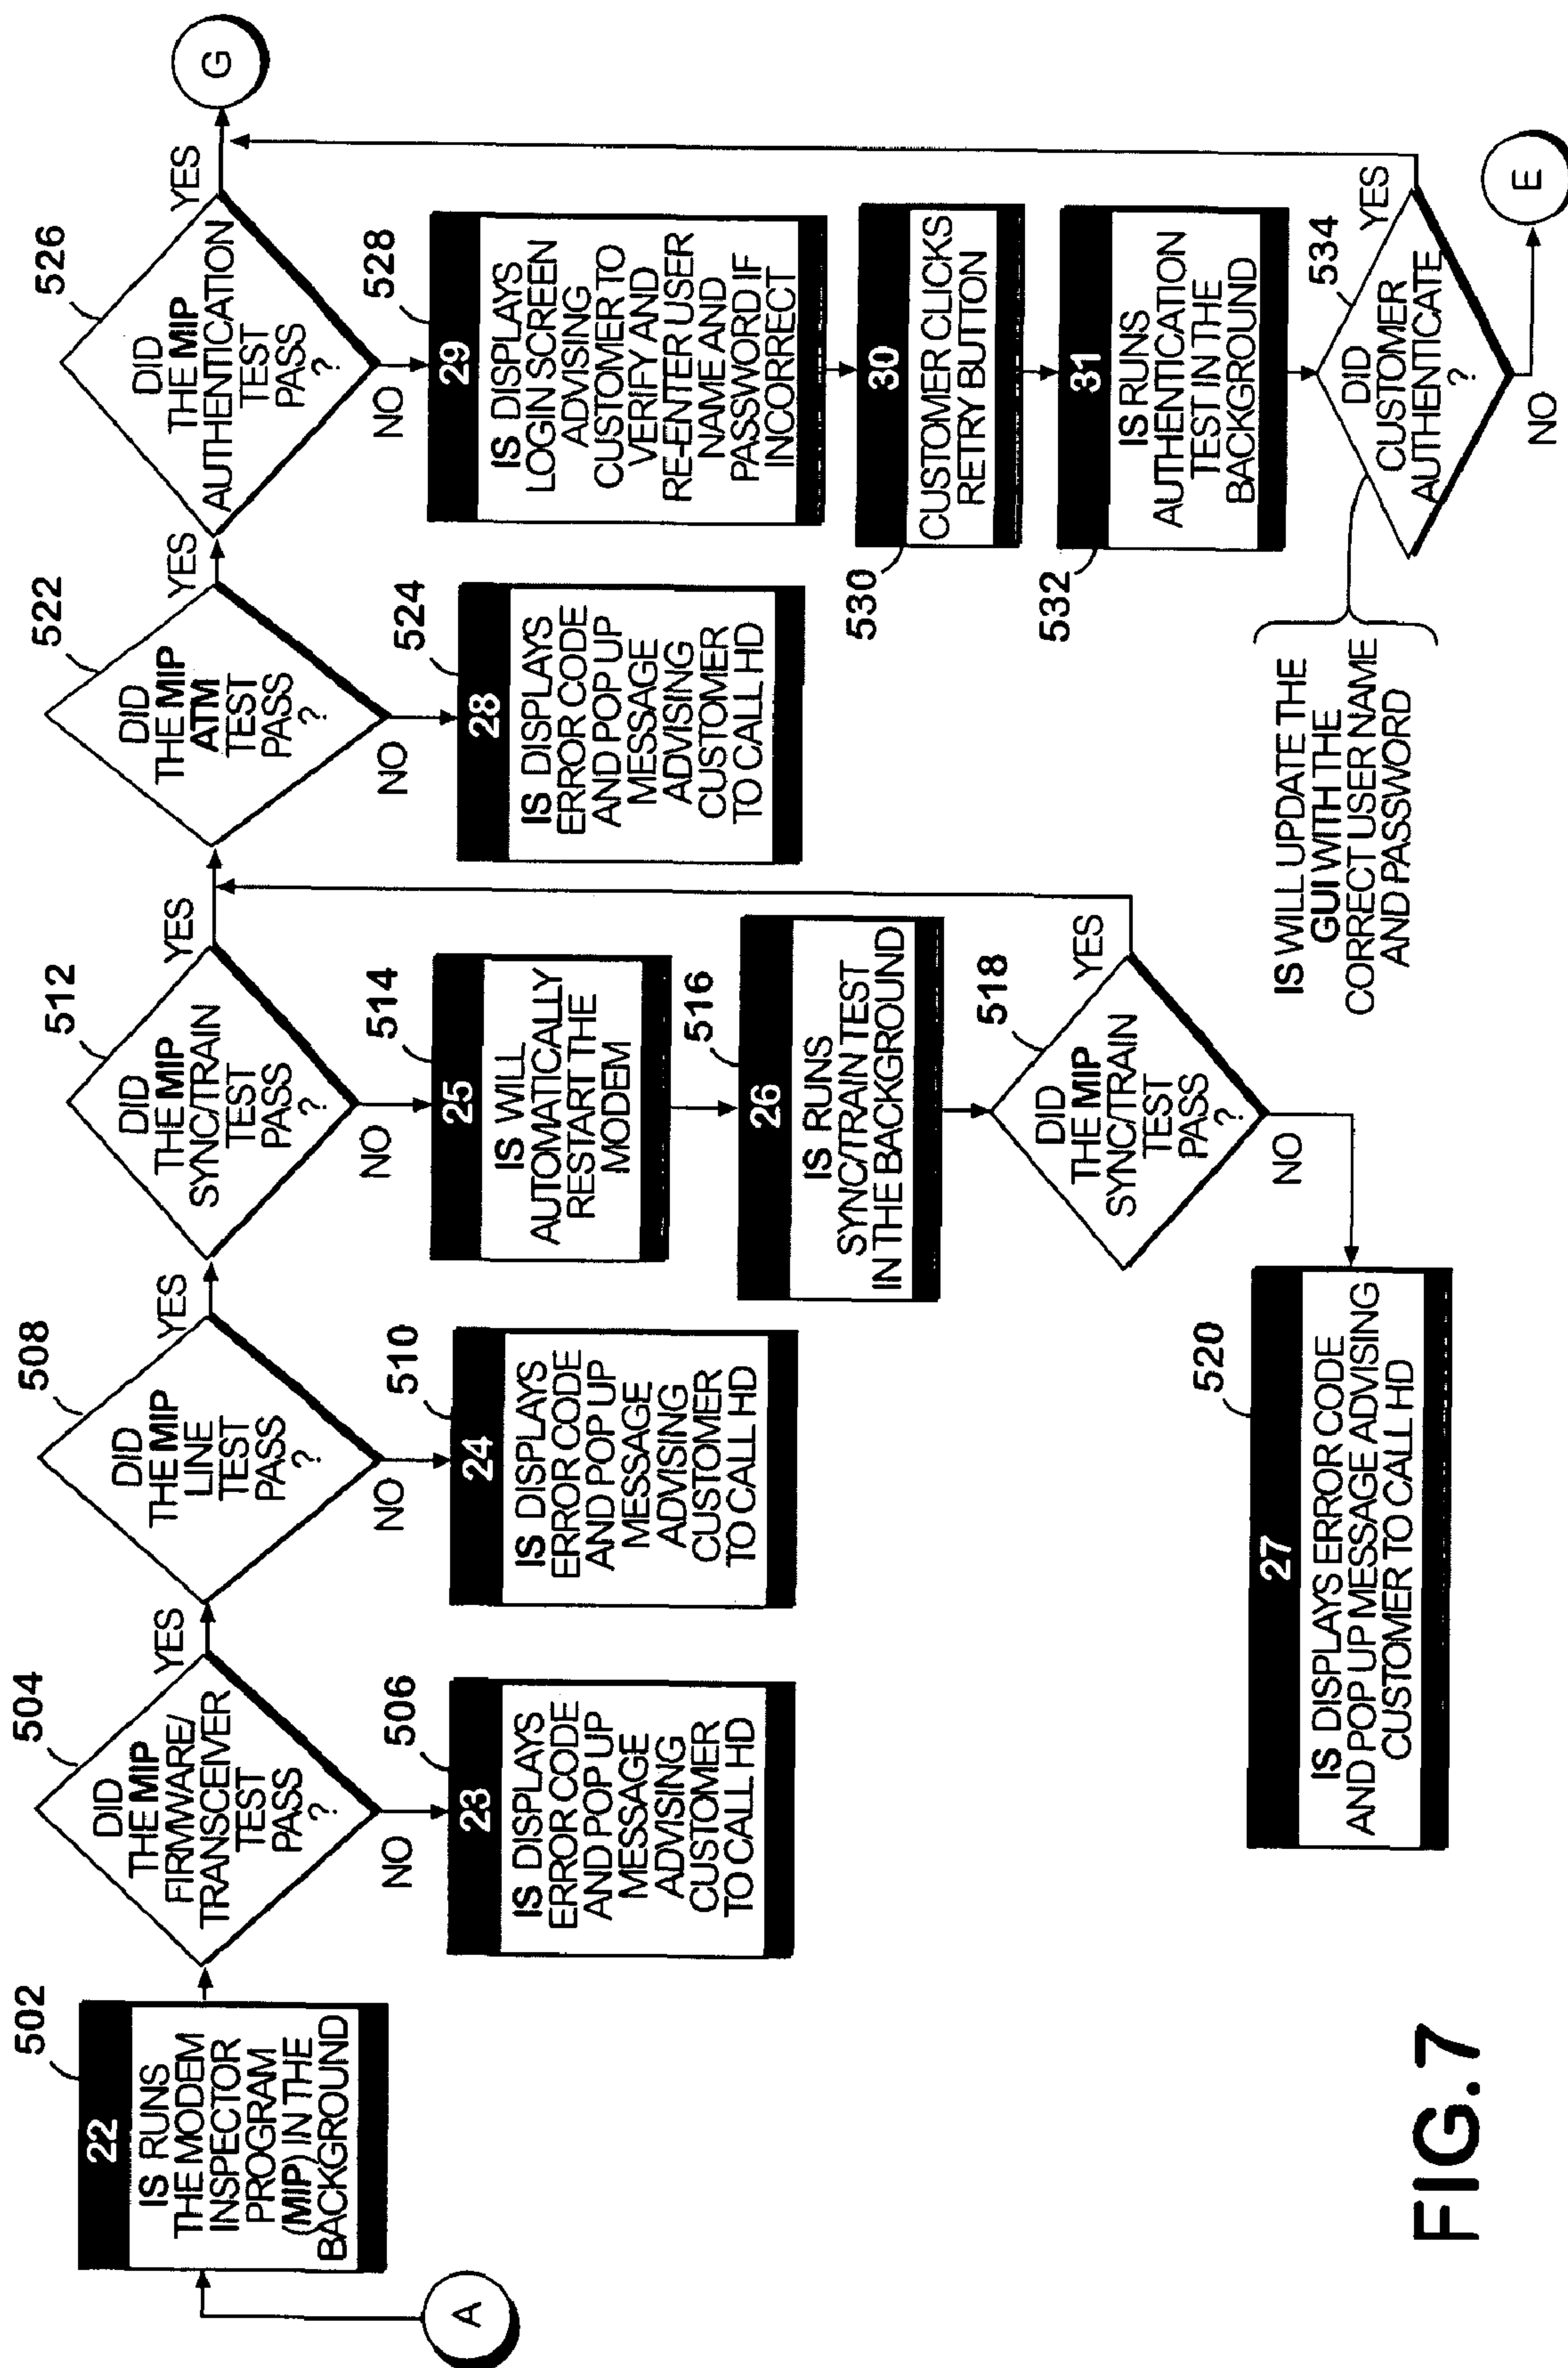 A
502
22
IS RUNS
THE MODEM
INSPECTOR
PROGRAM
(MIP) IN THE
BACKGROUND
504
DID
THE MIP
FIRMWARE/
TRANSCEIVER
TEST
PASS
?
YES
NO
506
23
IS DISPLAYS
ERROR CODE
AND POP UP
MESSAGE
ADVISING
CUSTOMER
TO CALL HD
508
DID
THE MIP
LINE
TEST
PASS
?
YES
NO
510
24
IS DISPLAYS
ERROR CODE
AND POP UP
MESSAGE
ADVISING
CUSTOMER
TO CALL HD
512
DID
THE MIP
SYNC/TRAIN
TEST
PASS
?
YES
NO
514
25
IS WILL
AUTOMATICALLY
RESTART THE
MODEM
516
26
IS RUNS
SYNC/TRAIN TEST
IN THE BACKGROUND
518
DID
THE MIP
SYNC/TRAIN
TEST
PASS
?
YES
NO
520
27
IS DISPLAYS ERROR CODE
AND POP UP MESSAGE ADVISING
CUSTOMER TO CALL HD
522
DID
THE MIP
ATM
TEST
PASS
?
YES
NO
524
28
IS DISPLAYS
ERROR CODE
AND POP UP
MESSAGE
ADVISING
CUSTOMER
TO CALL HD
526
DID
THE MIP
AUTHENTICATION
TEST
PASS
?
YES
G
NO
528
29
IS DISPLAYS
LOGIN SCREEN
ADVISING
CUSTOMER TO
VERIFY AND
RE-ENTER USER
NAME AND
PASSWORD IF
INCORRECT
530
30
CUSTOMER CLICKS
RETRY BUTTON
532
31
IS RUNS
AUTHENTICATION
TEST IN THE
BACKGROUND
534
DID
CUSTOMER
AUTHENTICATE
?
YES
NO
E
IS WILL UPDATE THE
GUI WITH THE
CORRECT USER NAME
AND PASSWORD
FIG.7